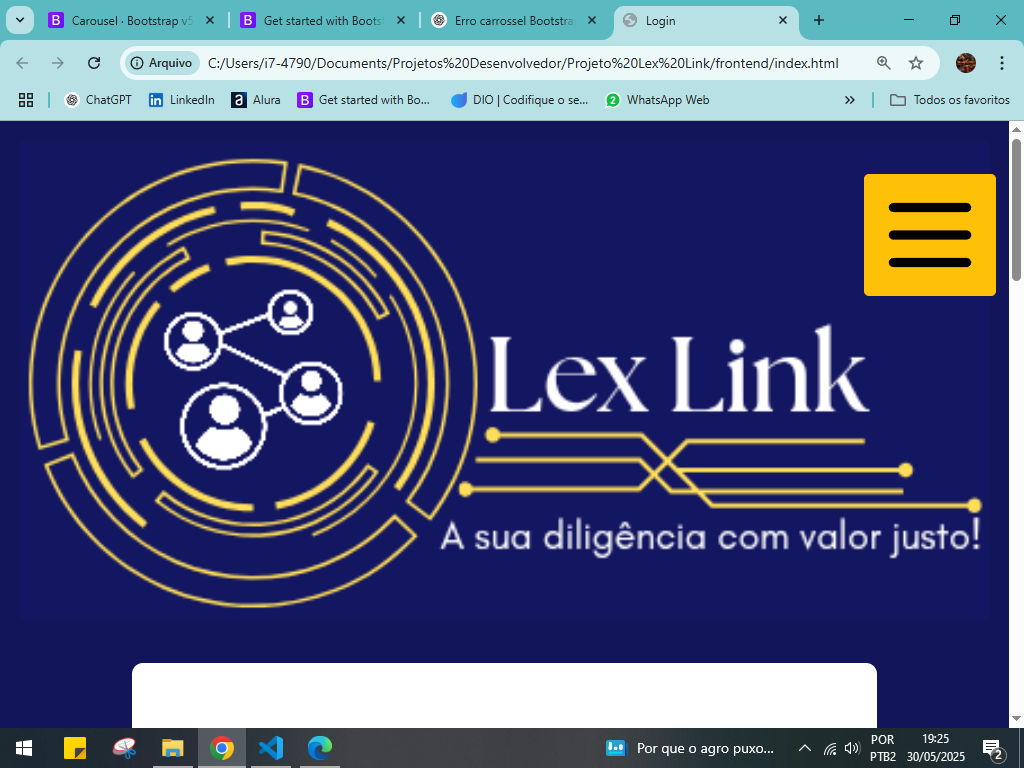 Carousel · Bootstrap v5
Get started with Boots
Erro carrossel Bootstra
Login
Arquivo
C:/Users/i7-4790/Documents/Projetos%20Desenvolvedor/Projeto%20Lex%20Link/frontend/index.html
ChatGPT
LinkedIn
Alura
Get started with Bo...
DIO | Codifique o se...
WhatsApp Web
Todos os favoritos
Lex Link
A sua diligência com valor justo!
Por que o agro puxo...
POR
PTB2
19:25
30/05/2025
2